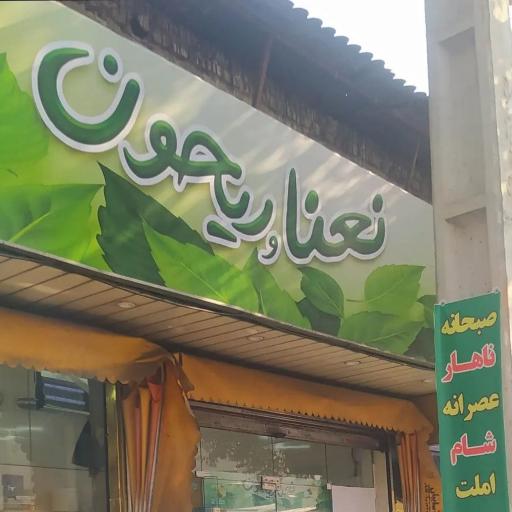 نعنا و ریحون
صبحانه
ناهار
عصرانه
شام
املت